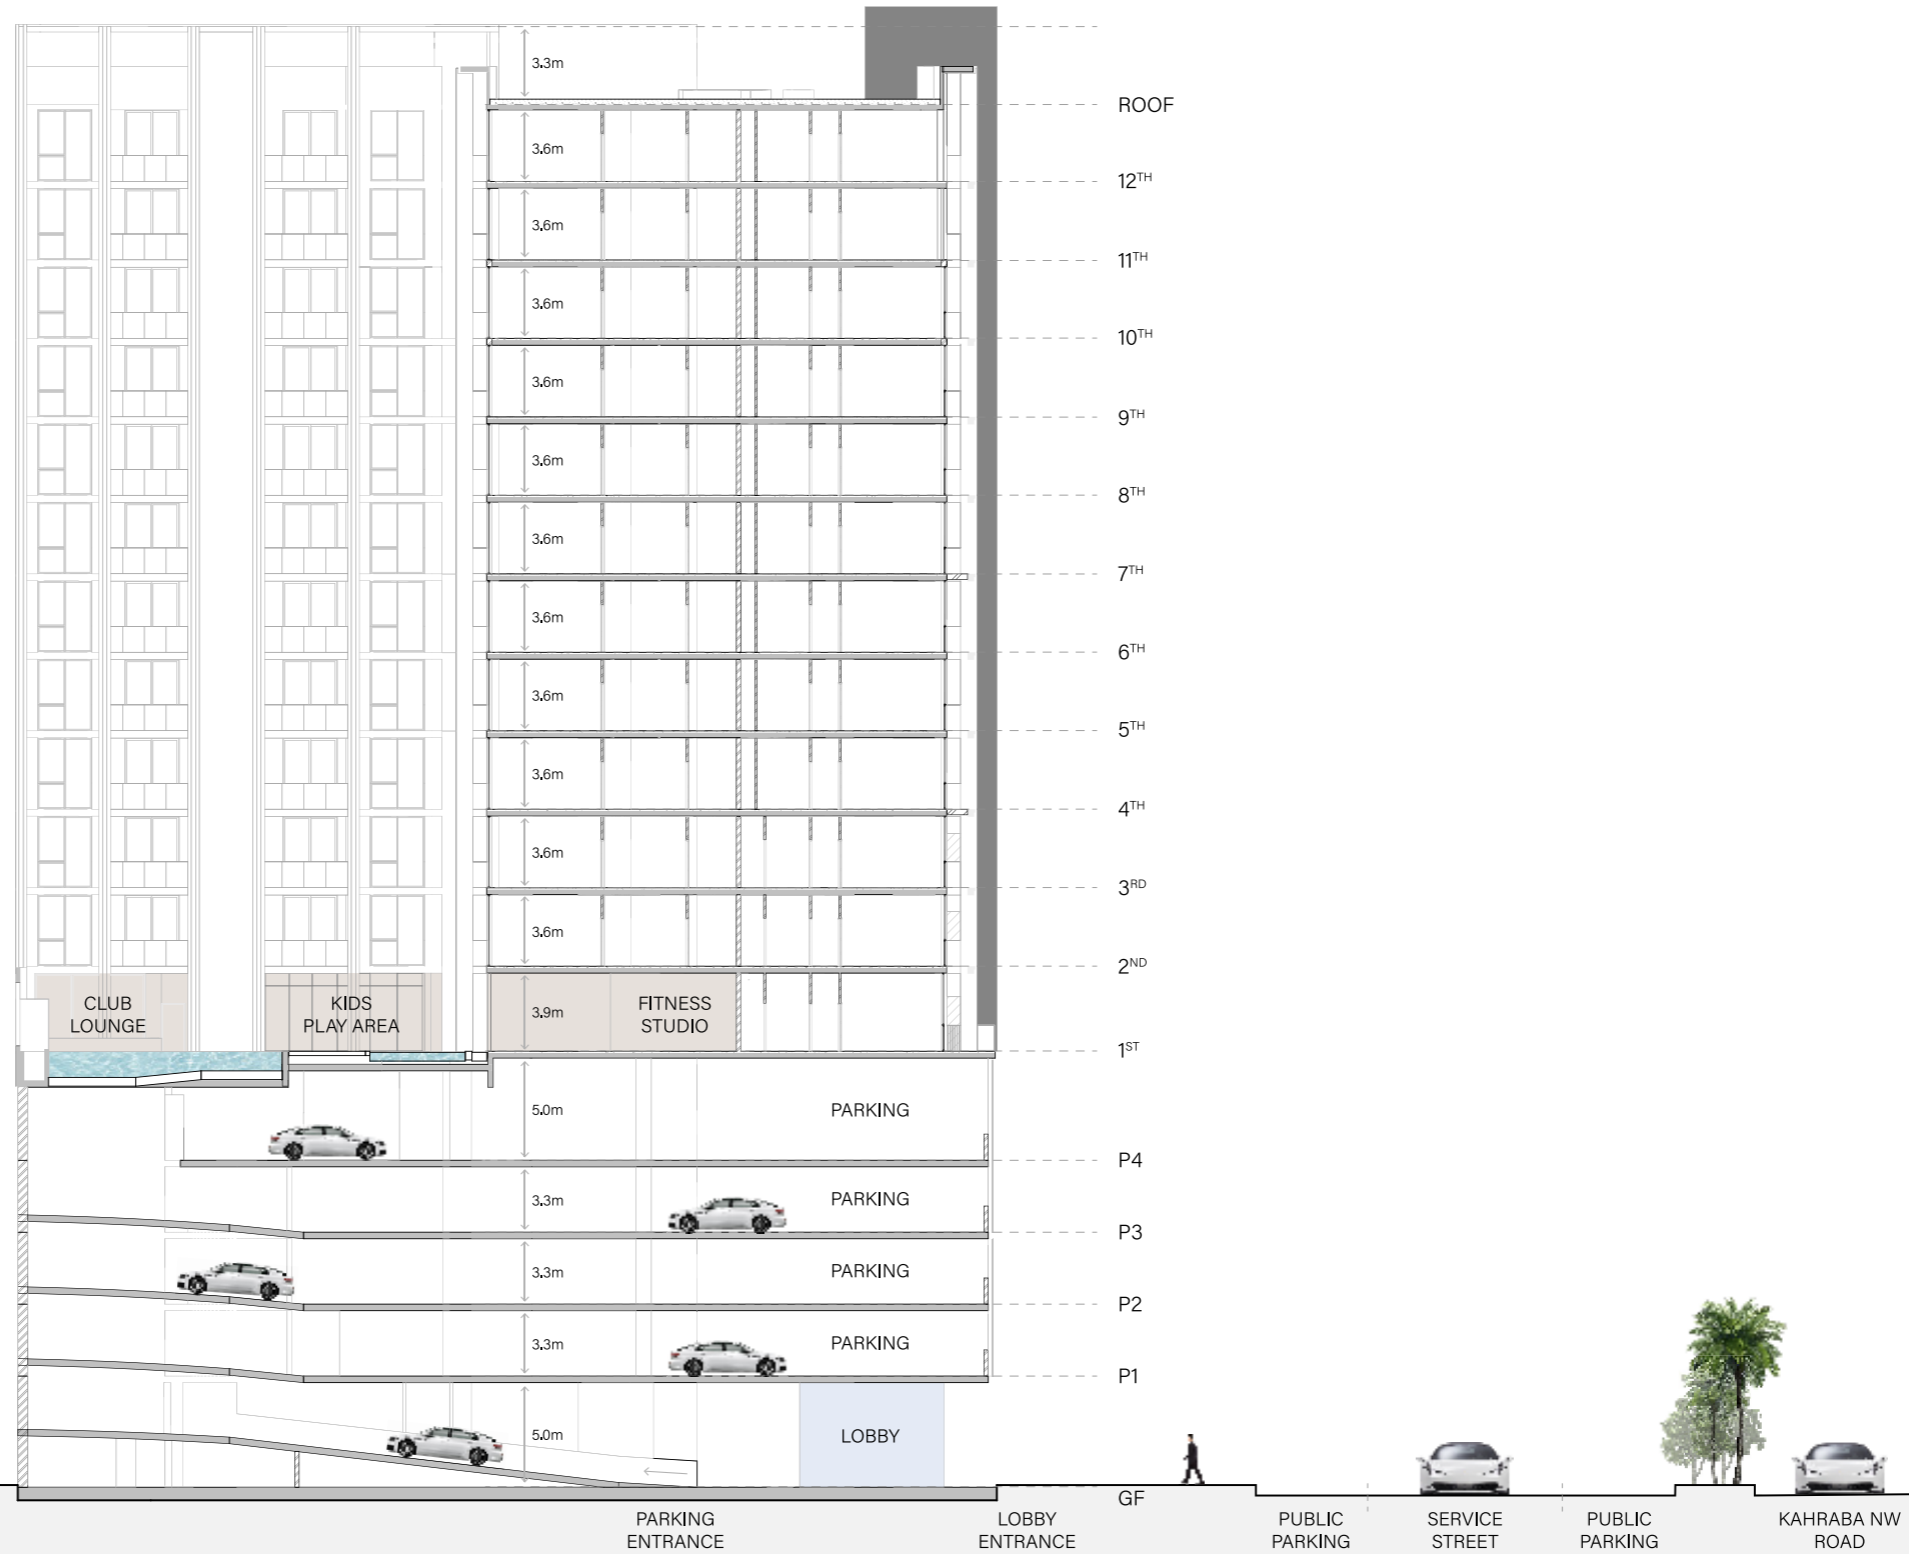 3.3m
ROOF
3.6m
12TH
3.6m
11TH
3.6m
10TH
3.6m
9TH
3.6m
8TH
3.6m
7TH
3.6m
6TH
3.6m
5TH
3.6m
4TH
3.6m
3RD
3.6m
2ND
CLUB
LOUNGE
KIDS
PLAY AREA
3.9m
FITNESS
STUDIO
1ST
5.0m
PARKING
P4
3.3m
PARKING
P3
3.3m
PARKING
P2
3.3m
PARKING
P1
5.0m
LOBBY
GF
PARKING
ENTRANCE
LOBBY
ENTRANCE
PUBLIC
PARKING
SERVICE
STREET
PUBLIC
PARKING
KAHRABA NW
ROAD